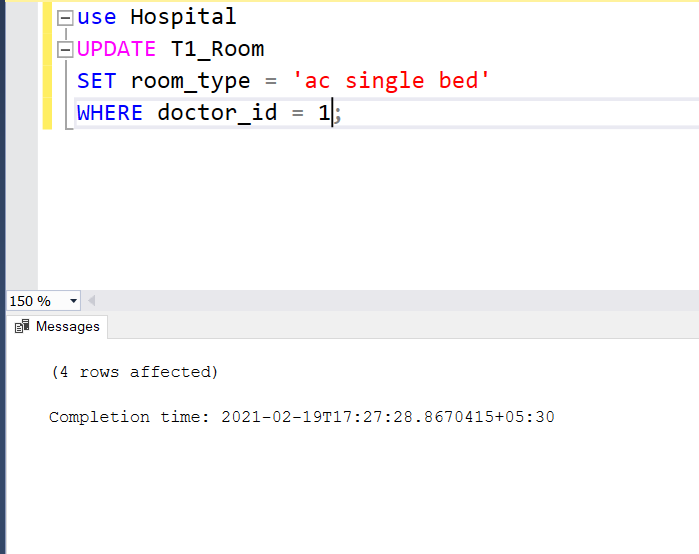 use Hospital
UPDATE T1_Room
SET room_type = 'ac single bed'
WHERE doctor_id = 1;
150 %
Messages
(4 rows affected)
Completion time: 2021-02-19T17:27:28.8670415+05:30